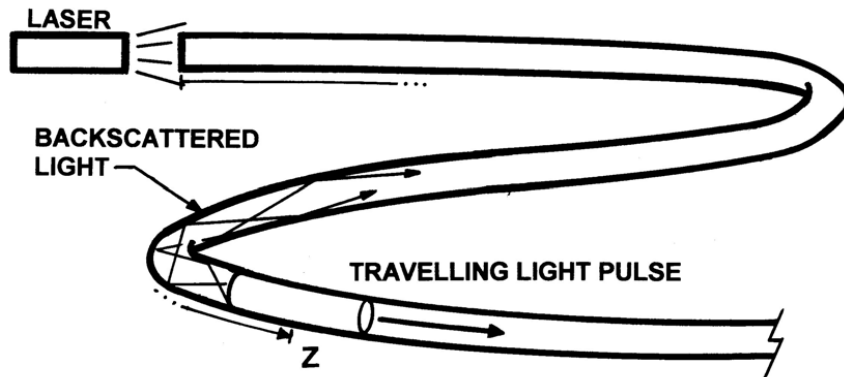 LASER
BACKSCATTERED
LIGHT
TRAVELLING LIGHT PULSE
Z